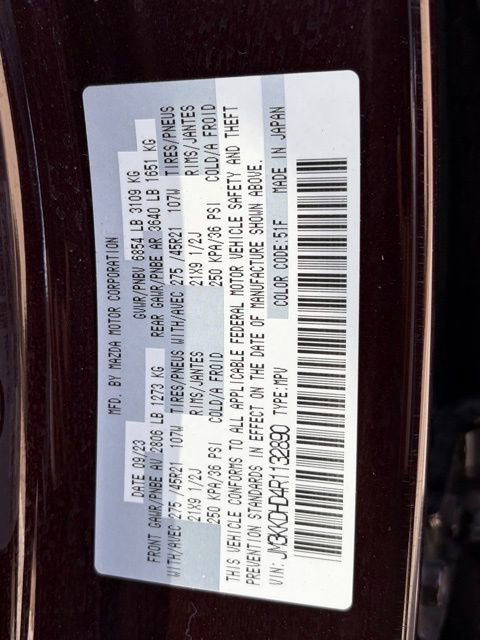 MFD. BY MAZDA MOTOR CORPORATION
DATE 09/23 GVWR/PNBV 6854 LB 3109 KG
FRONT GAWR/PNBE AV 2806 LB 1273 KG REAR GAWR/PNBE AR 3640 LB 1651 KG
WITH/AVEC 275 /45R21 107W TIRES/PNEUS WITH/AVEC 275 /45R21 107W TIRES/PNEUS
21X9 1/2J RIMS/JANTES 21X9 1/2J RIMS/JANTES
250 KPA/36 PSI COLD/A FROID 250 KPA/36 PSI COLD/A FROID
THIS VEHICLE CONFORMS TO ALL APPLICABLE FEDERAL MOTOR VEHICLE SAFETY AND THEFT
PREVENTION STANDARDS IN EFFECT ON THE DATE OF MANUFACTURE SHOWN ABOVE.
VIN: JM3KKDHD4R1132890 TYPE:MPV COLOR CODE:51F MADE IN JAPAN